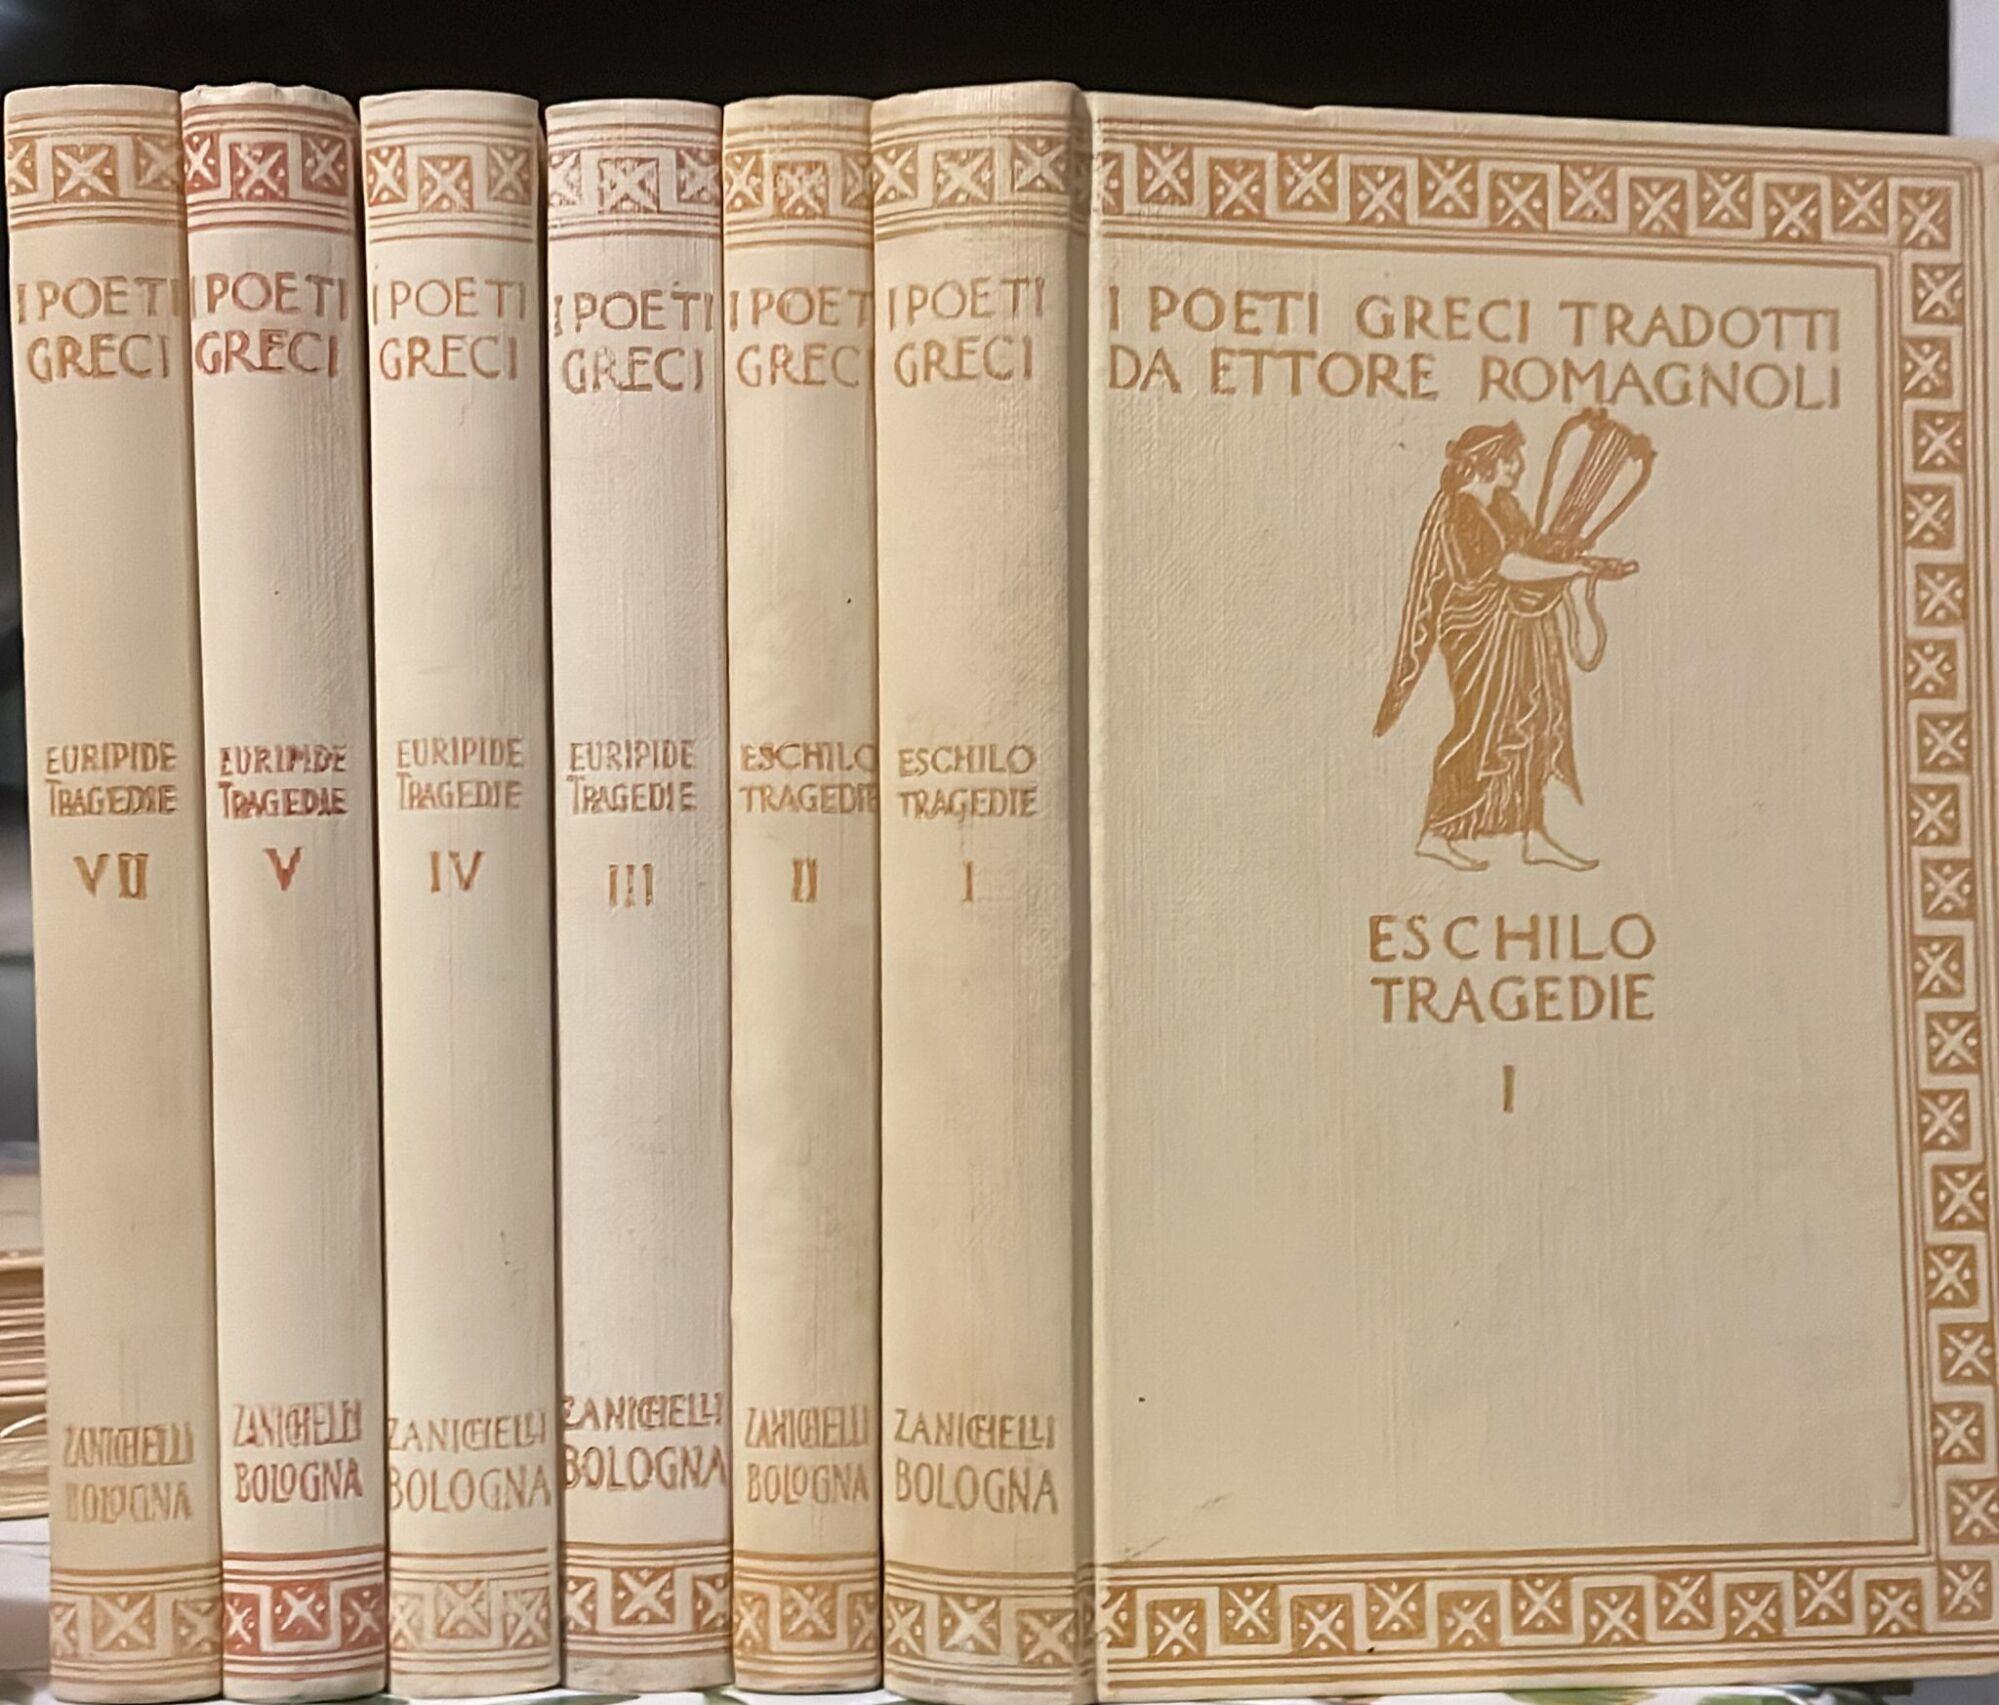 I POETI
GRECI
EURIPIDE
TRAGEDIE
VII
ZANICHELLI
BOLOGNA
I POETI
GRECI
EURIPIDE
TRAGEDIE
V
ZANICHELLI
BOLOGNA
I POETI
GRECI
EURIPIDE
TRAGEDIE
IV
ZANICHELLI
BOLOGNA
I POETI
GRECI
EURIPIDE
TRAGEDIE
III
ZANICHELLI
BOLOGNA
I POET
GREC
ESCHILO
TRAGEDIE
II
ZANICHELLI
BOLOGNA
I POETI
GRECI
ESCHILO
TRAGEDIE
I
ZANICHELLI
BOLOGNA
I POETI GRECI TRADOTTI
DA ETTORE ROMAGNOLI
ESCHILO
TRAGEDIE
I